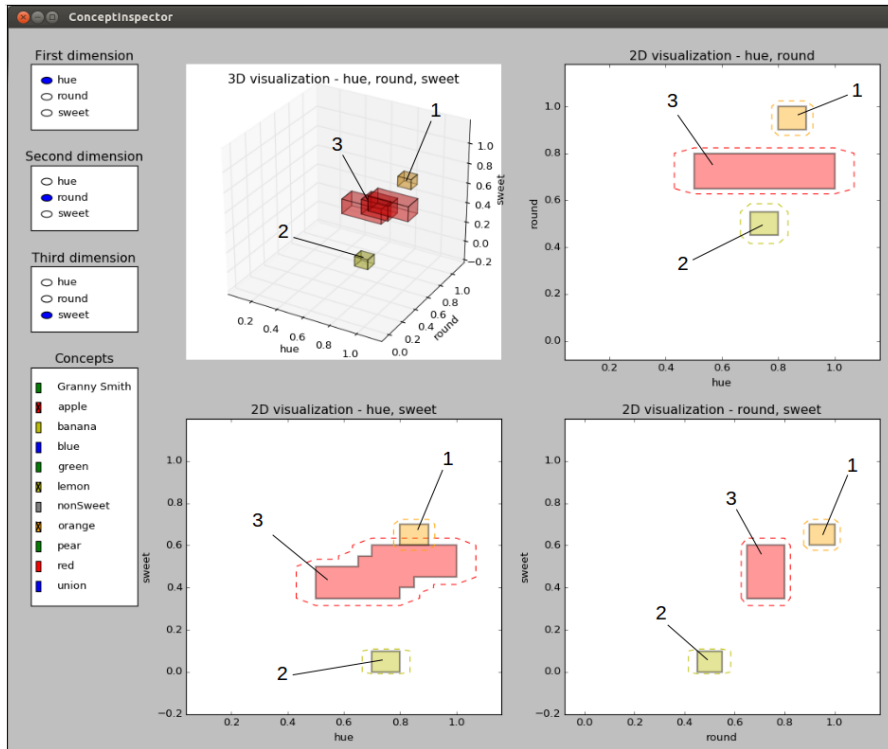 ConceptInspector
First dimension
hue
round
sweet
Second dimension
hue
round
sweet
Third dimension
hue
round
sweet
Concepts
Granny Smith
apple
banana
blue
green
lemon
nonSweet
orange
pear
red
union
3D visualization - hue, round, sweet
1
3
2
1.0
0.8
0.6
0.4
0.2
0.0
−0.2
sweet
0.2
0.4
0.6
0.8
1.0
hue
0.0
0.2
0.4
0.6
0.8
1.0
round
2D visualization - hue, round
1
3
2
1.0
0.8
0.6
0.4
0.2
0.0
round
0.2 0.4 0.6 0.8 1.0
hue
2D visualization - hue, sweet
1
3
2
1.0
0.8
0.6
0.4
0.2
0.0
−0.2
sweet
0.2 0.4 0.6 0.8 1.0
hue
2D visualization - round, sweet
1
3
2
1.0
0.8
0.6
0.4
0.2
0.0
−0.2
sweet
0.0 0.2 0.4 0.6 0.8 1.0
round